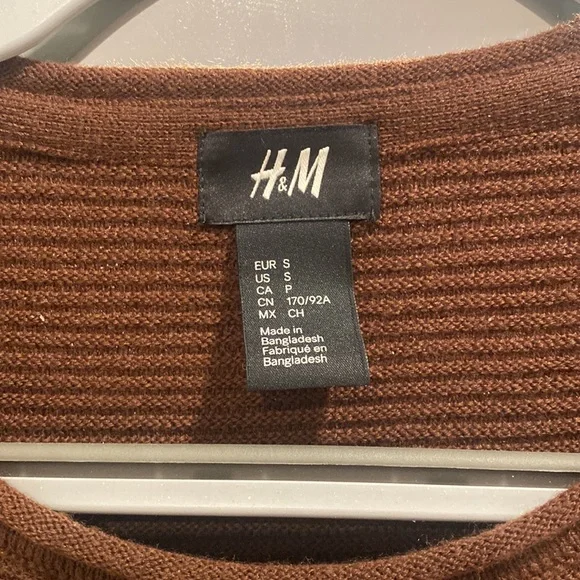 H&M
EUR S
US S
CA P
CN 170/92A
MX CH
Made in
Bangladesh
Fabriqué en
Bangladesh